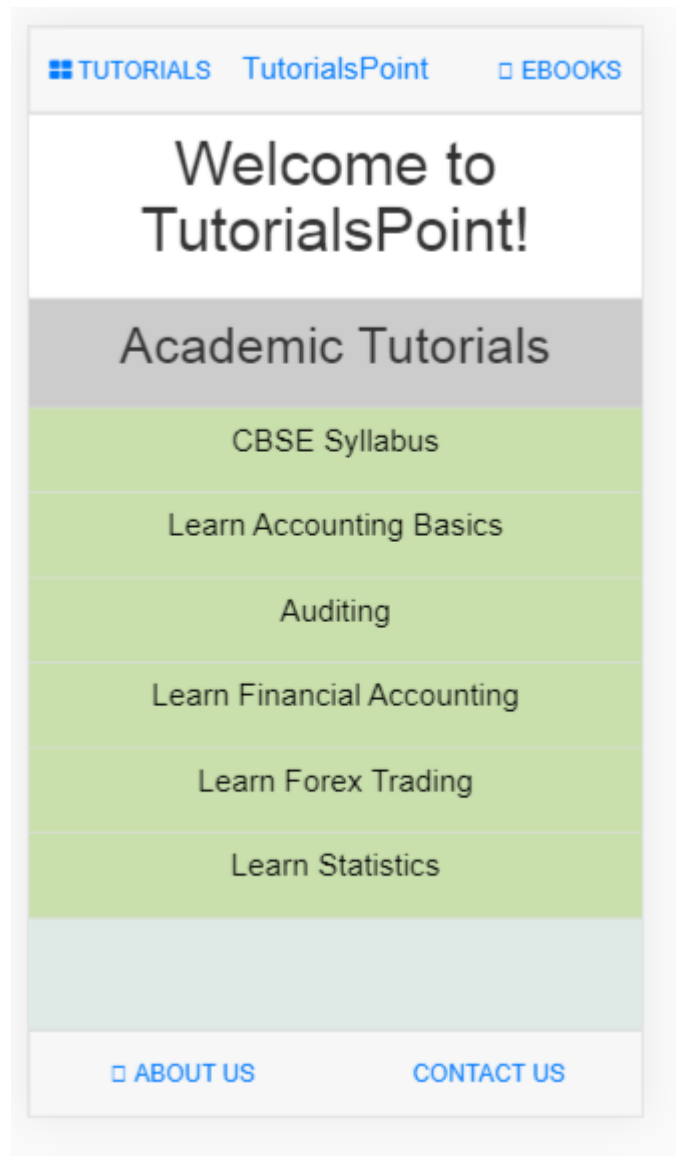 TUTORIALS TutorialsPoint EBOOKS
Welcome to
TutorialsPoint!
Academic Tutorials
CBSE Syllabus
Learn Accounting Basics
Auditing
Learn Financial Accounting
Learn Forex Trading
Learn Statistics
ABOUT US CONTACT US